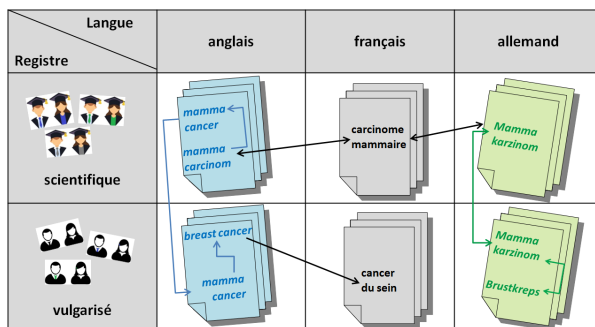 Langue
Registre
anglais
français
allemand
scientifique
mamma
cancer
mamma
carcinom
carcinome
mammaire
Mamma
karzinom
vulgarisé
breast cancer
mamma
cancer
cancer
du sein
Mamma
karzinom
Brustkreps